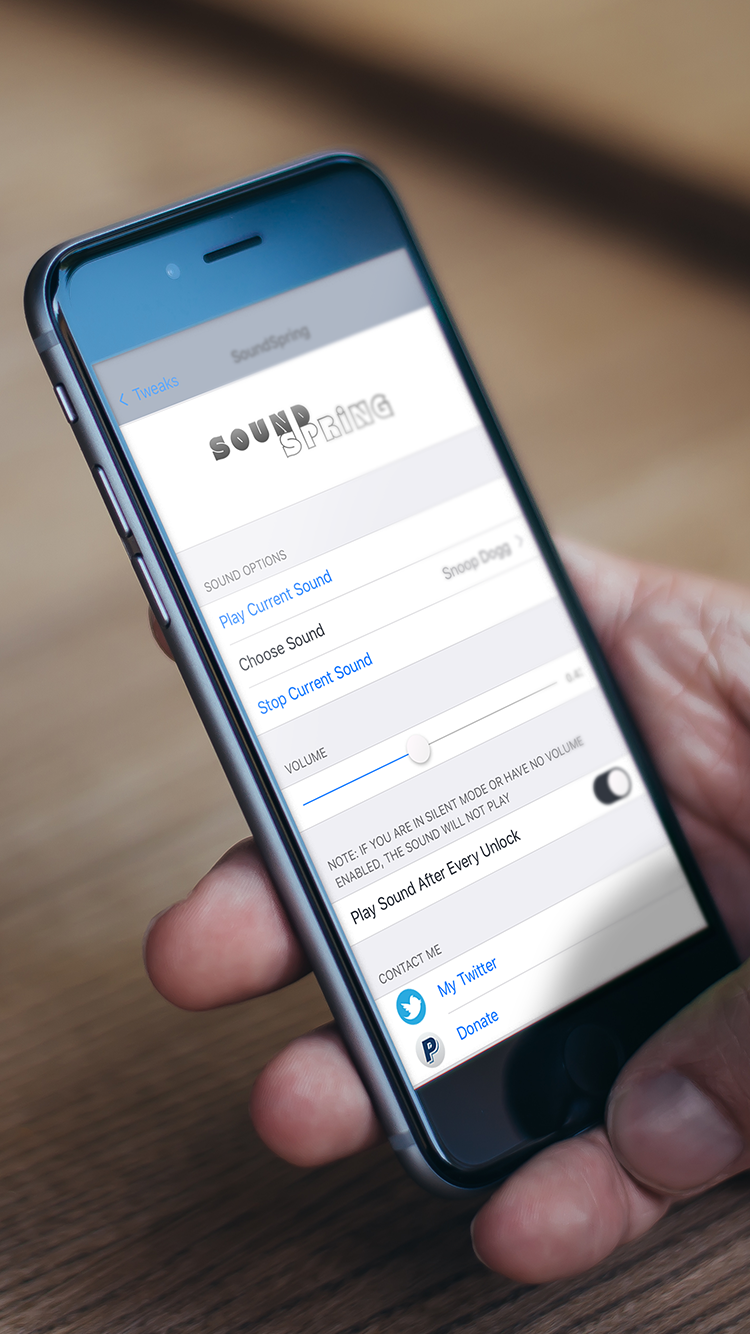 SoundSpring
Tweaks
SOUND
SPRiNG
SOUND OPTIONS
Play Current Sound
Choose Sound Snoop Dogg
Stop Current Sound
VOLUME
NOTE: IF YOU ARE IN SILENT MODE OR HAVE NO VOLUME
ENABLED, THE SOUND WILL NOT PLAY
Play Sound After Every Unlock
CONTACT ME
My Twitter
P Donate